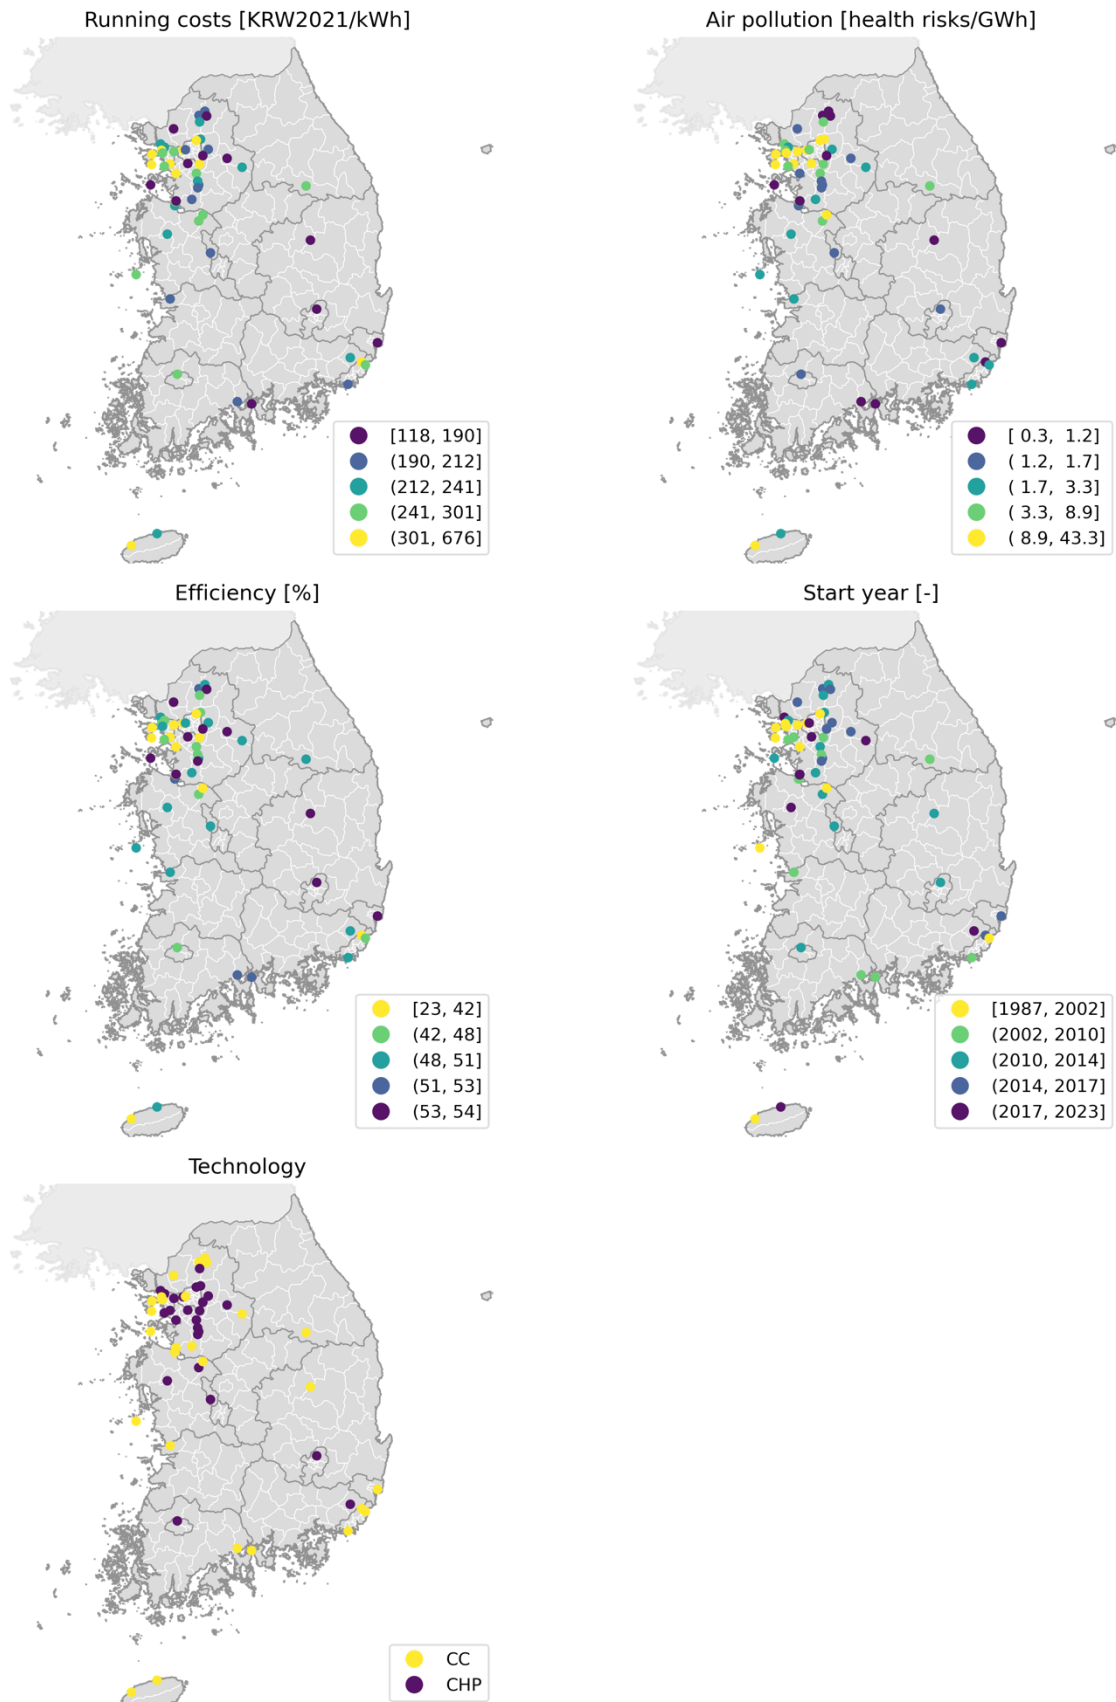 Running costs [KRW2021/kWh]
[118, 190]
(190, 212]
(212, 241]
(241, 301]
(301, 676]
Air pollution [health risks/GWh]
[ 0.3, 1.2]
( 1.2, 1.7]
( 1.7, 3.3]
( 3.3, 8.9]
( 8.9, 43.3]
Efficiency [%]
[23, 42]
(42, 48]
(48, 51]
(51, 53]
(53, 54]
Start year [-]
[1987, 2002]
(2002, 2010]
(2010, 2014]
(2014, 2017]
(2017, 2023]
Technology
CC
CHP